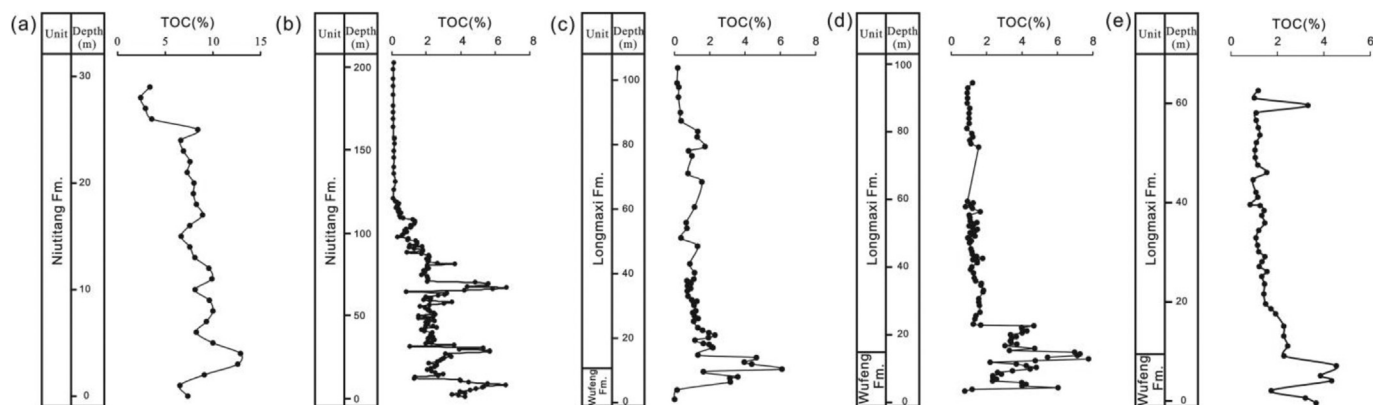 (a)
Unit
Depth
(m)
TOC(%)
0
5
10
15
30
20
10
0
Niutitang Fm.
(b)
Unit
Depth
(m)
TOC(%)
0
2
4
6
8
200
150
100
50
0
Niutitang Fm.
(c)
Unit
Depth
(m)
TOC(%)
0
2
4
6
8
100
80
60
40
20
0
Longmaxi Fm.
Wufeng
Fm.
(d)
Unit
Depth
(m)
TOC(%)
0
2
4
6
8
100
80
60
40
20
0
Longmaxi Fm.
Wufeng
Fm.
(e)
Unit
Depth
(m)
TOC(%)
0
2
4
6
60
40
20
0
Longmaxi Fm.
Wufeng Fm.